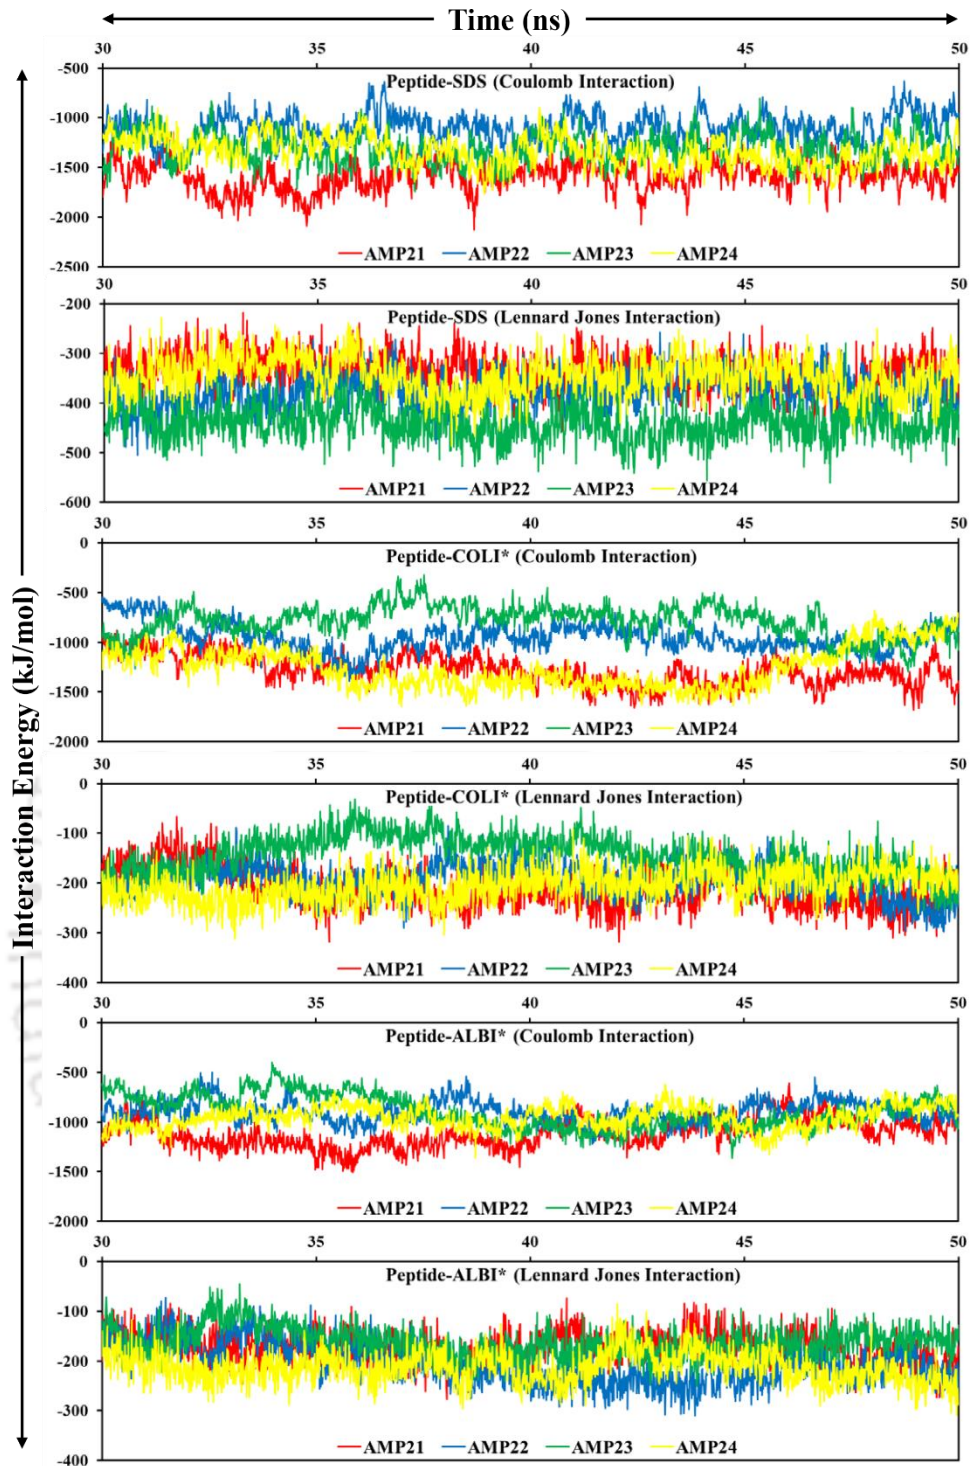 Time (ns)
Interaction Energy (kJ/mol)
30 35 40 45 50
-500
Peptide-SDS (Coulomb Interaction)
-1000
-1500
-2000
AMP21 AMP22 AMP23 AMP24
-2500
30 35 40 45 50
-200
Peptide-SDS (Lennard Jones Interaction)
-300
-400
-500
AMP21 AMP22 AMP23 AMP24
-600
30 35 40 45 50
0
Peptide-COLI* (Coulomb Interaction)
-500
-1000
-1500
AMP21 AMP22 AMP23 AMP24
-2000
30 35 40 45 50
0
Peptide-COLI* (Lennard Jones Interaction)
-100
-200
-300
AMP21 AMP22 AMP23 AMP24
-400
30 35 40 45 50
0
Peptide-ALBI* (Coulomb Interaction)
-500
-1000
-1500
AMP21 AMP22 AMP23 AMP24
-2000
30 35 40 45 50
0
Peptide-ALBI* (Lennard Jones Interaction)
-100
-200
-300
AMP21 AMP22 AMP23 AMP24
-400